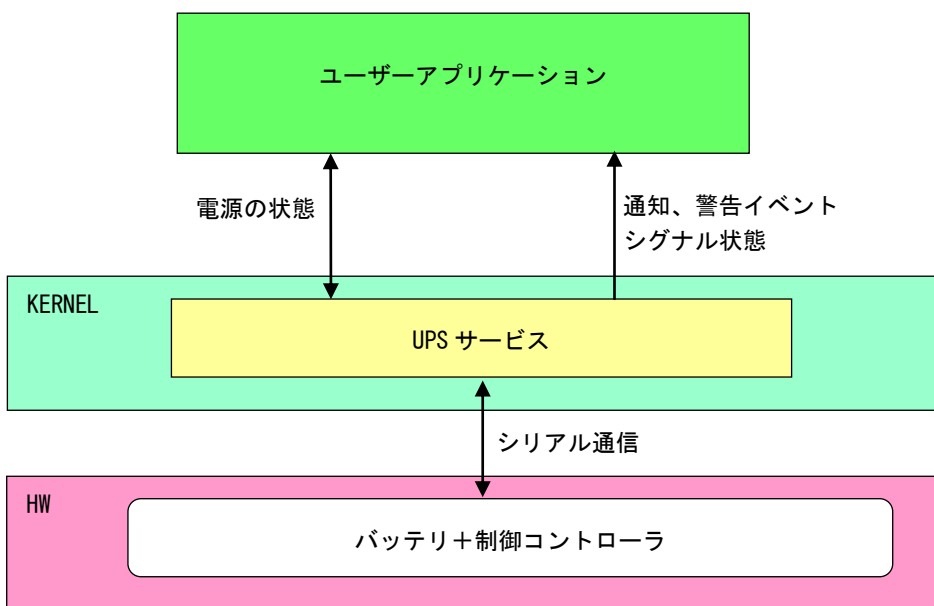 ユーザーアプリケーション
電源の状態
通知、警告イベント
シグナル状態
KERNEL
UPS サービス
シリアル通信
HW
バッテリ＋制御コントローラ